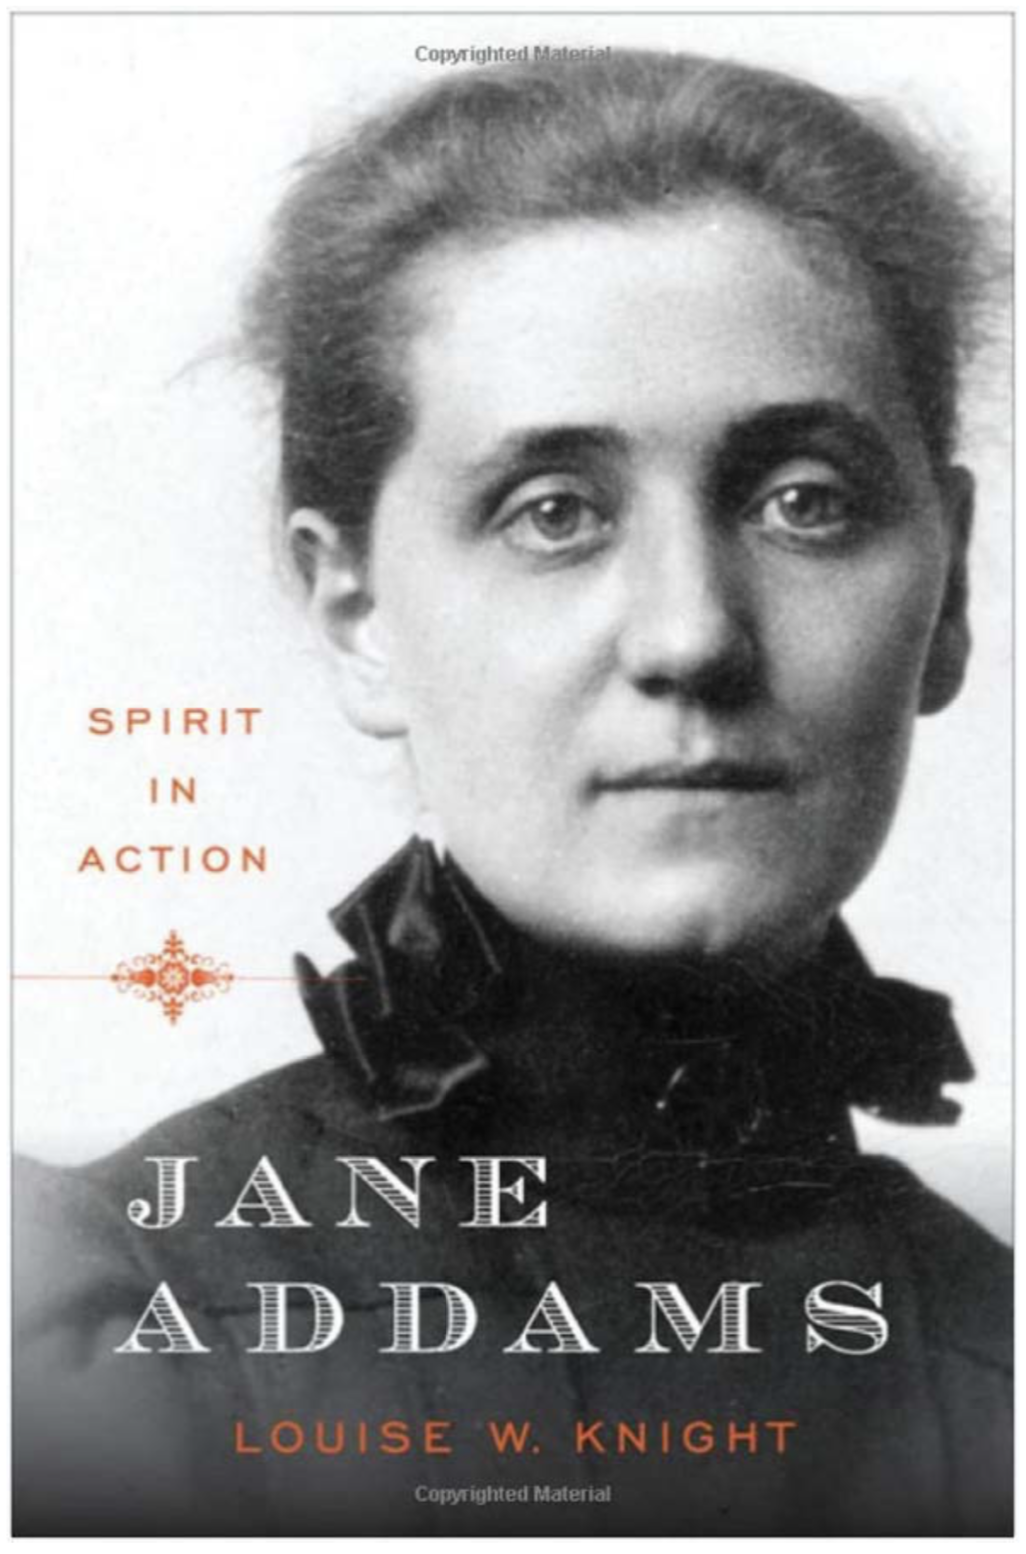 Copyrighted Material
SPIRIT
IN
ACTION
JANE
ADDAMS
LOUISE W. KNIGHT
Copyrighted Material